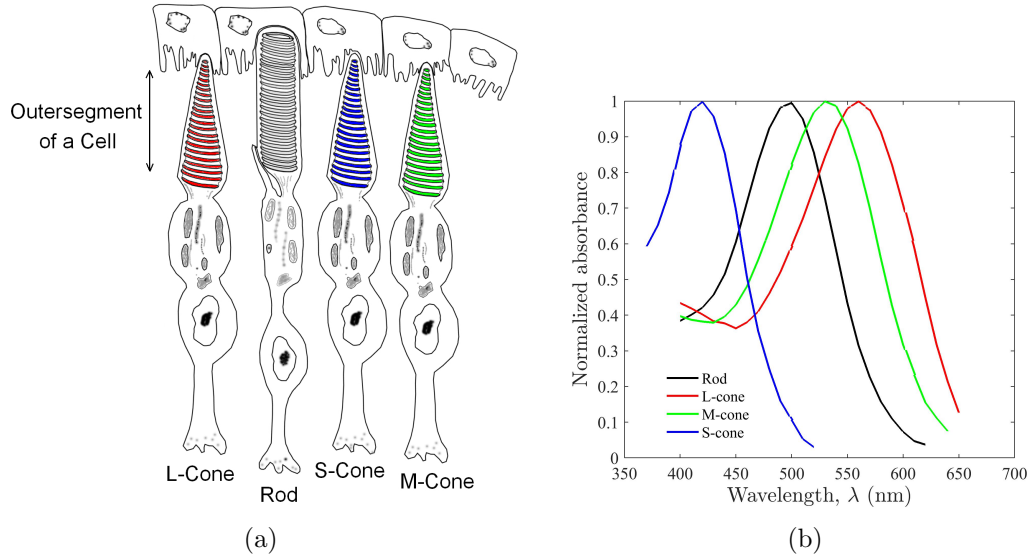 Outersegment
of a Cell
L-Cone
Rod
S-Cone
M-Cone
(a)
Normalized absorbance
1
0.9
0.8
0.7
0.6
0.5
0.4
0.3
0.2
0.1
0
Rod
L-cone
M-cone
S-cone
350
400
450
500
550
600
650
700
Wavelength, λ (nm)
(b)